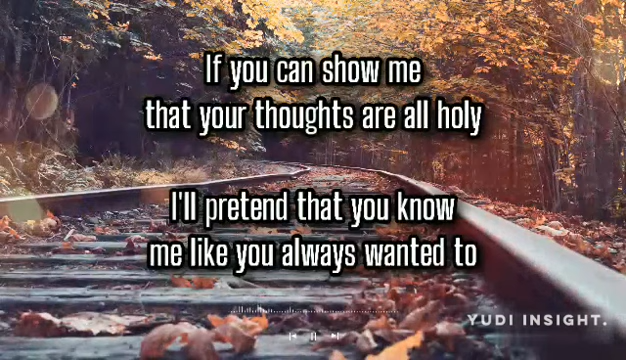 If you can show me
that your thoughts are all holy
I'll pretend that you know
me like you always wanted to
YUDI INSIGHT.